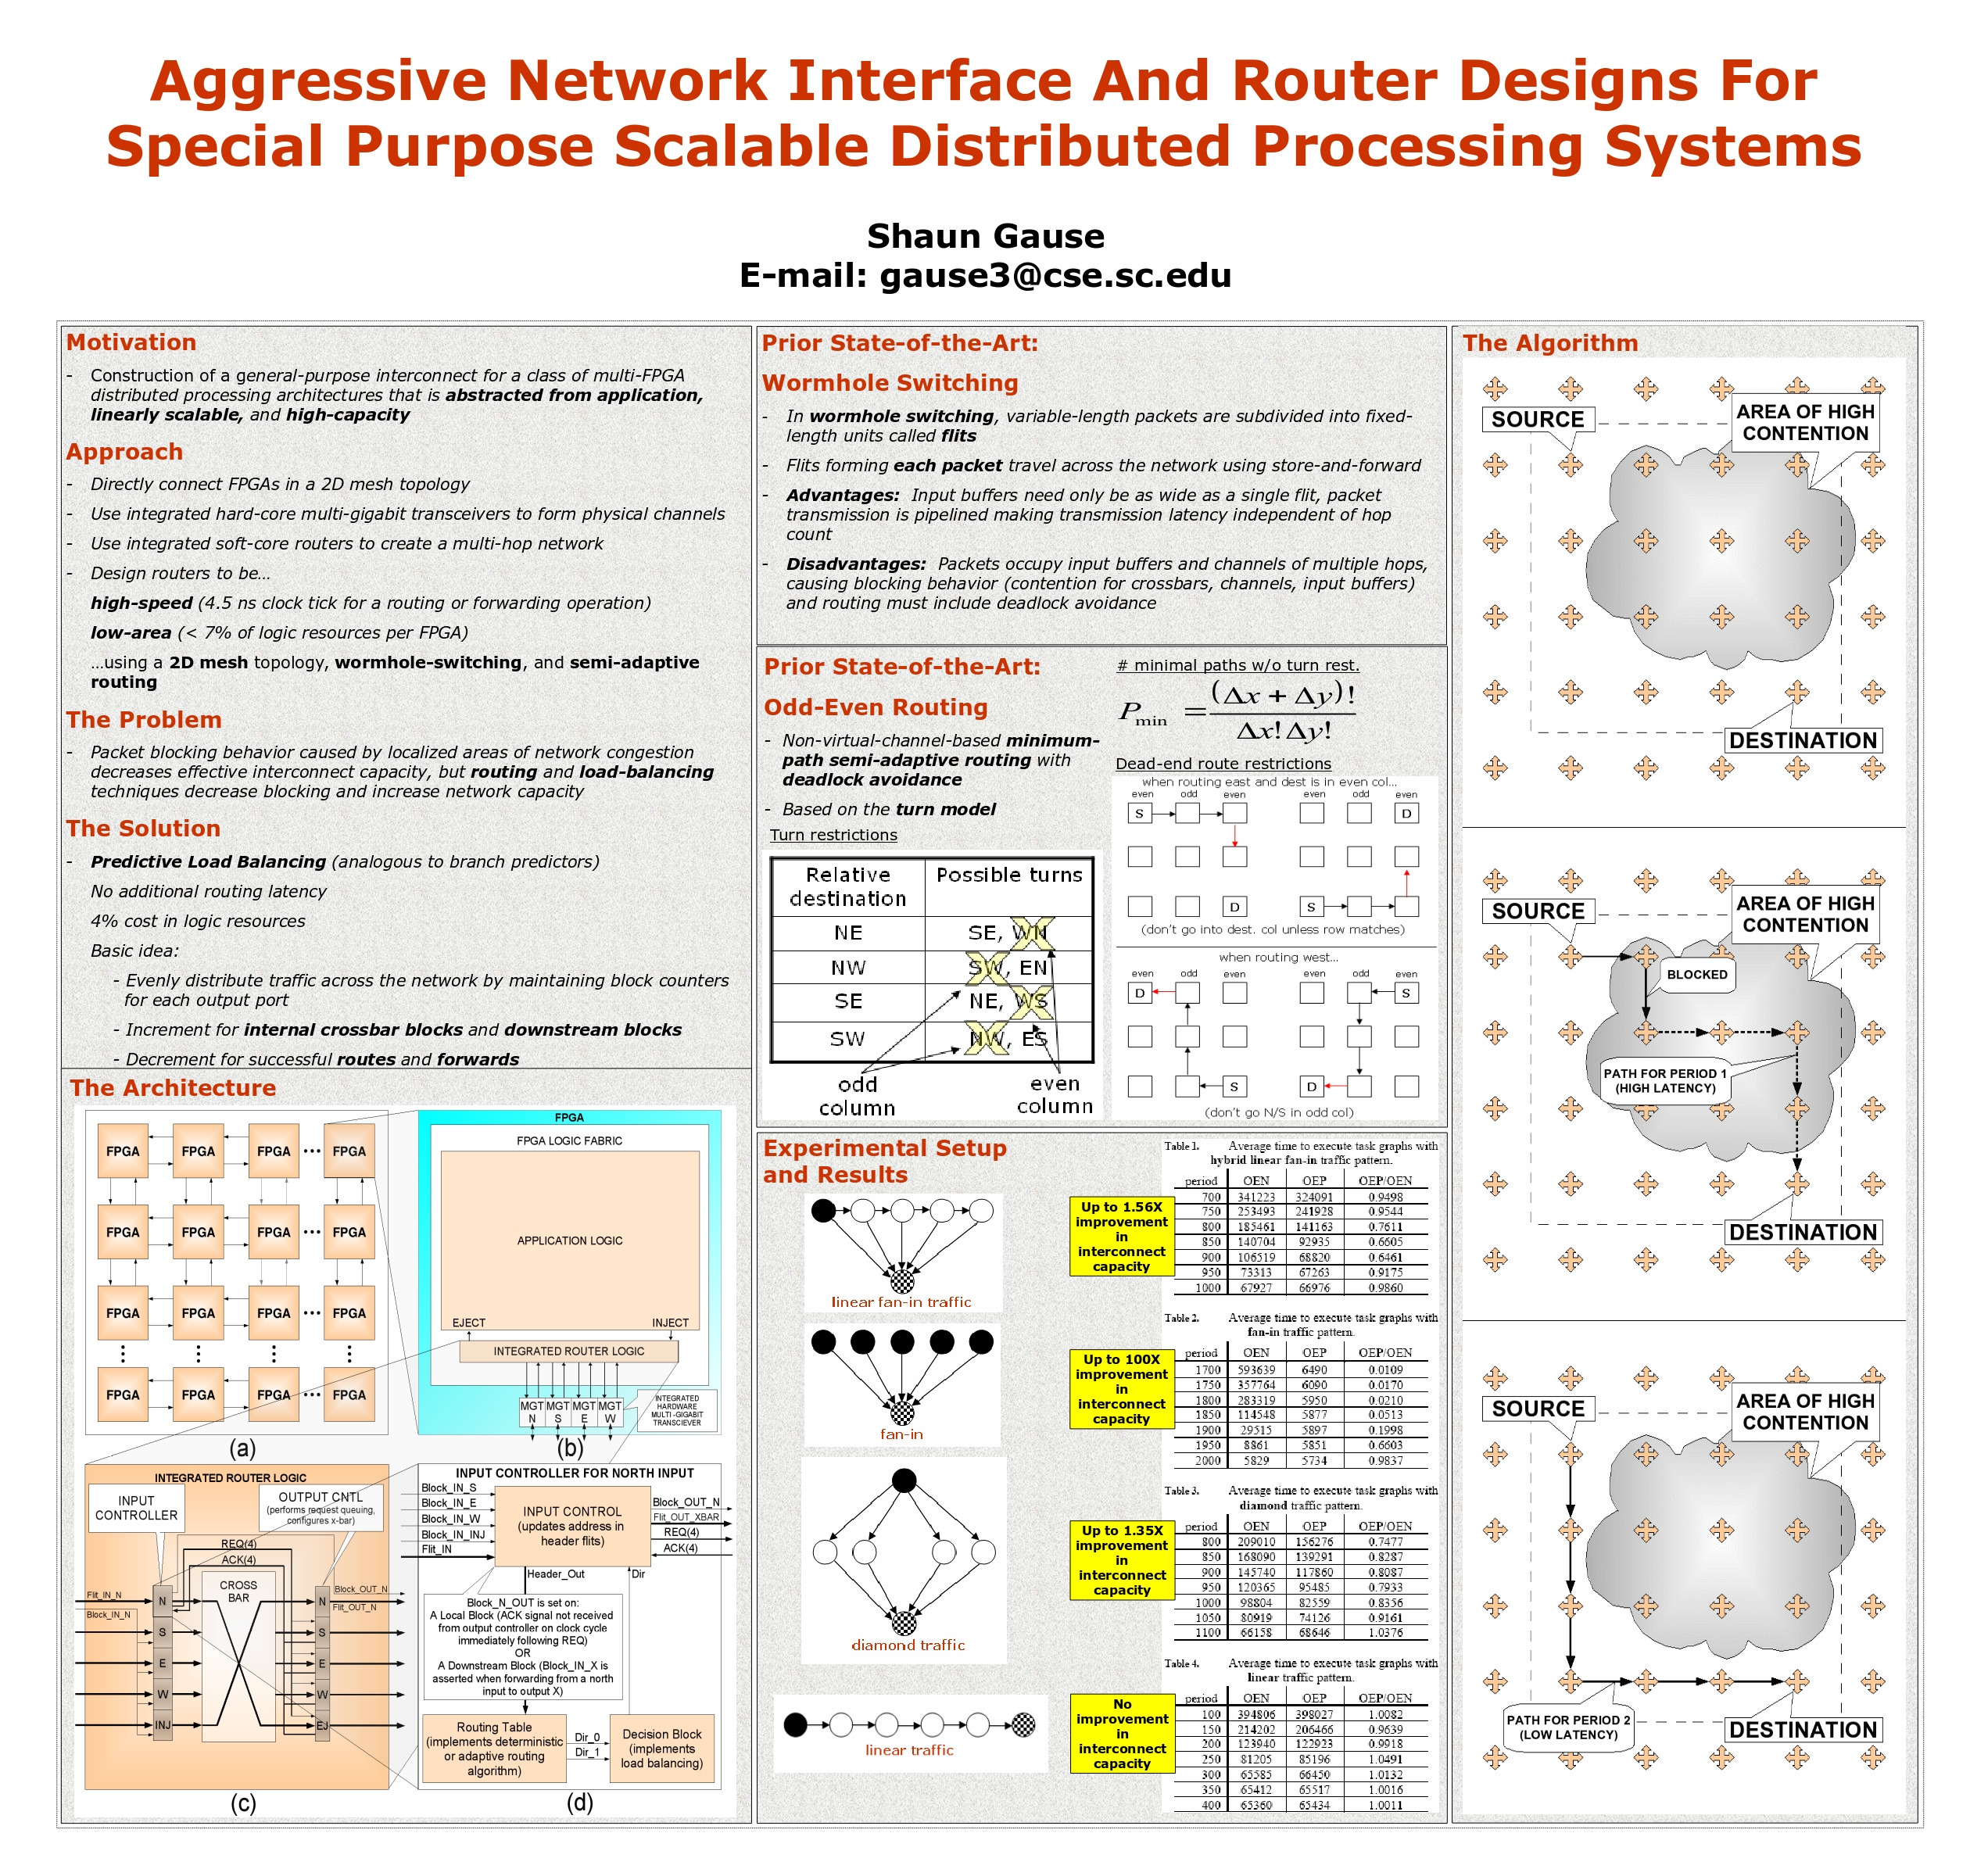 Aggressive Network Interface And Router Designs For
Special Purpose Scalable Distributed Processing Systems
Shaun Gause
E-mail: gause3@cse.sc.edu
Motivation
- Construction of a general-purpose interconnect for a class of multi-FPGA
distributed processing architectures that is abstracted from application,
linearly scalable, and high-capacity
Approach
- Directly connect FPGAs in a 2D mesh topology
- Use integrated hard-core multi-gigabit transceivers to form physical channels
- Use integrated soft-core routers to create a multi-hop network
- Design routers to be…
high-speed (4.5 ns clock tick for a routing or forwarding operation)
low-area (< 7% of logic resources per FPGA)
…using a 2D mesh topology, wormhole-switching, and semi-adaptive
routing
The Problem
- Packet blocking behavior caused by localized areas of network congestion
decreases effective interconnect capacity, but routing and load-balancing
techniques decrease blocking and increase network capacity
The Solution
- Predictive Load Balancing (analogous to branch predictors)
No additional routing latency
4% cost in logic resources
Basic idea:
- Evenly distribute traffic across the network by maintaining block counters
for each output port
- Increment for internal crossbar blocks and downstream blocks
- Decrement for successful routes and forwards
The Architecture
FPGA FPGA FPGA FPGA
FPGA FPGA FPGA FPGA
FPGA FPGA FPGA FPGA
FPGA FPGA FPGA FPGA
(a)
FPGA
FPGA LOGIC FABRIC
APPLICATION LOGIC
EJECT INJECT
INTEGRATED ROUTER LOGIC
MGT MGT MGT MGT
N S E W
INTEGRATED
HARDWARE
MULTI-GIGABIT
TRANSCIEVER
(b)
INTEGRATED ROUTER LOGIC
INPUT
CONTROLLER
OUTPUT CNTL
(performs request queuing,
configures x-bar)
REQ(4)
ACK(4)
CROSS
BAR
Flit_IN_N
Block_IN_N
N
S
E
W
INJ
N
S
E
W
EJ
Block_OUT_N
Flit_OUT_N
(c)
INPUT CONTROLLER FOR NORTH INPUT
Block_IN_S
Block_IN_E
Block_IN_W
Block_IN_INJ
Flit_IN
INPUT CONTROL
(updates address in
header flits)
Block_OUT_N
Flit_OUT_XBAR
REQ(4)
ACK(4)
Header_Out
Dir
Block_N_OUT is set on:
A Local Block (ACK signal not received
from output controller on clock cycle
immediately following REQ)
OR
A Downstream Block (Block_IN_X is
asserted when forwarding from a north
input to output X)
Routing Table
(implements deterministic
or adaptive routing
algorithm)
Dir_0
Dir_1
Decision Block
(implements
load balancing)
(d)
Prior State-of-the-Art:
Wormhole Switching
- In wormhole switching, variable-length packets are subdivided into fixed-
length units called flits
- Flits forming each packet travel across the network using store-and-forward
- Advantages: Input buffers need only be as wide as a single flit, packet
transmission is pipelined making transmission latency independent of hop
count
- Disadvantages: Packets occupy input buffers and channels of multiple hops,
causing blocking behavior (contention for crossbars, channels, input buffers)
and routing must include deadlock avoidance
Prior State-of-the-Art:
Odd-Even Routing
- Non-virtual-channel-based minimum-
path semi-adaptive routing with
deadlock avoidance
- Based on the turn model
Turn restrictions
Relative destination Possible turns
NE SE, WN
NW SW, EN
SE NE, WS
SW NW, ES
odd
column
even
column
# minimal paths w/o turn rest.
Pmin = (Δx + Δy)! / Δx! Δy!
Dead-end route restrictions
when routing east and dest is in even col...
even odd even even odd even
S D
D S
(don't go into dest. col unless row matches)
when routing west...
even odd even even odd even
D S
S D
(don't go N/S in odd col)
Experimental Setup
and Results
linear fan-in traffic
fan-in
diamond traffic
linear traffic
Up to 1.56X
improvement
in
interconnect
capacity
Table 1. Average time to execute task graphs with
hybrid linear fan-in traffic pattern.
period OEN OEP OEP/OEN
700 341223 324091 0.9498
750 253493 241928 0.9544
800 185461 141163 0.7611
850 140704 92935 0.6605
900 106519 68820 0.6461
950 73313 67263 0.9175
1000 67927 66976 0.9860
Up to 100X
improvement
in
interconnect
capacity
Table 2. Average time to execute task graphs with
fan-in traffic pattern.
period OEN OEP OEP/OEN
1700 593639 6490 0.0109
1750 357764 6090 0.0170
1800 283319 5950 0.0210
1850 114548 5877 0.0513
1900 29515 5897 0.1998
1950 8861 5851 0.6603
2000 5829 5734 0.9837
Up to 1.35X
improvement
in
interconnect
capacity
Table 3. Average time to execute task graphs with
diamond traffic pattern.
period OEN OEP OEP/OEN
800 209010 156276 0.7477
850 168090 139291 0.8287
900 145740 117860 0.8087
950 120365 95485 0.7933
1000 98804 82559 0.8356
1050 80919 74126 0.9161
1100 66158 68646 1.0376
No
improvement
in
interconnect
capacity
Table 4. Average time to execute task graphs with
linear traffic pattern.
period OEN OEP OEP/OEN
100 394806 398027 1.0082
150 214202 206466 0.9639
200 123940 122923 0.9918
250 81205 85196 1.0491
300 65585 66450 1.0132
350 65412 65517 1.0016
400 65360 65434 1.0011
The Algorithm
SOURCE
AREA OF HIGH
CONTENTION
DESTINATION
SOURCE
AREA OF HIGH
CONTENTION
BLOCKED
PATH FOR PERIOD 1
(HIGH LATENCY)
DESTINATION
SOURCE
AREA OF HIGH
CONTENTION
PATH FOR PERIOD 2
(LOW LATENCY)
DESTINATION